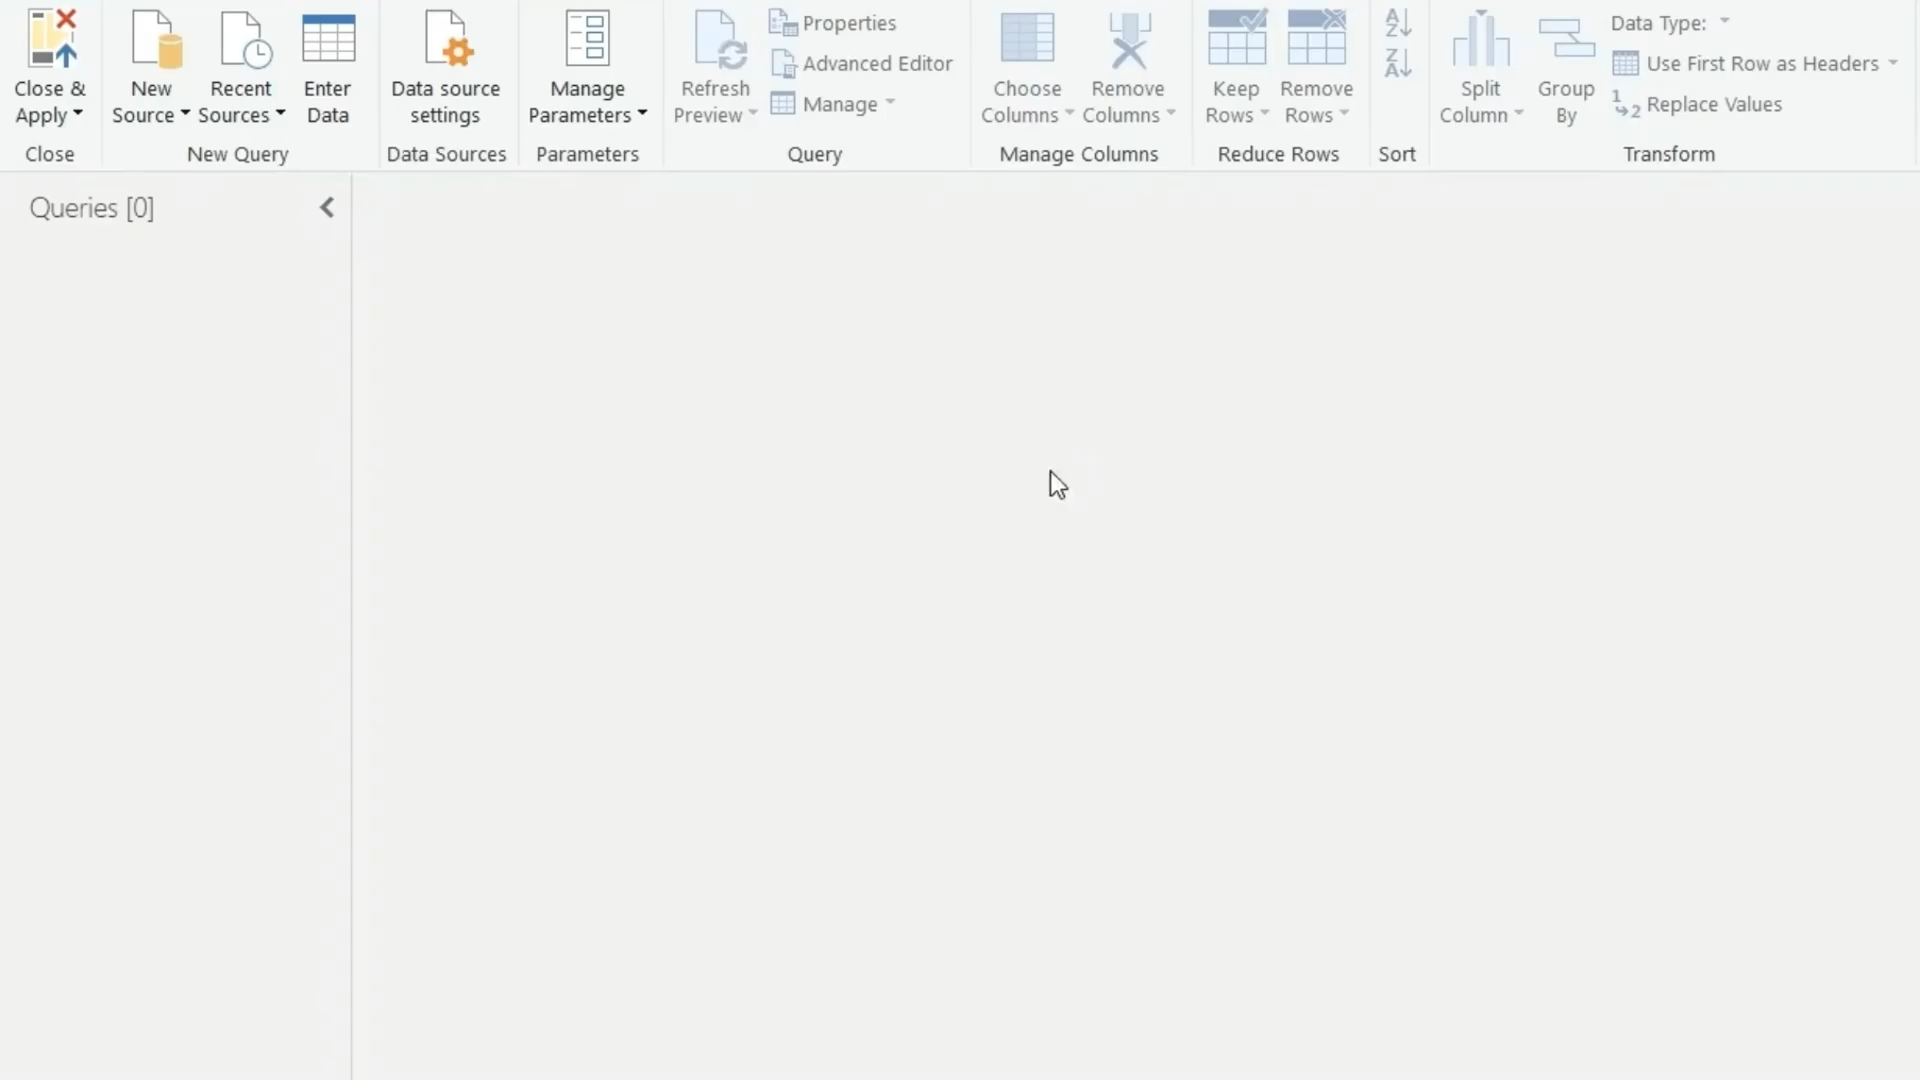 Close &
Apply
Close
New
Source
Recent
Sources
Enter
Data
New Query
Data source
settings
Data Sources
Manage
Parameters
Parameters
Refresh
Preview
Properties
Advanced Editor
Manage
Query
Choose
Columns
Remove
Columns
Manage Columns
Keep
Rows
Remove
Rows
Reduce Rows
A
Z
Z
A
Sort
Split
Column
Group
By
Data Type:
Use First Row as Headers
1
2
Replace Values
Transform
Queries [0]